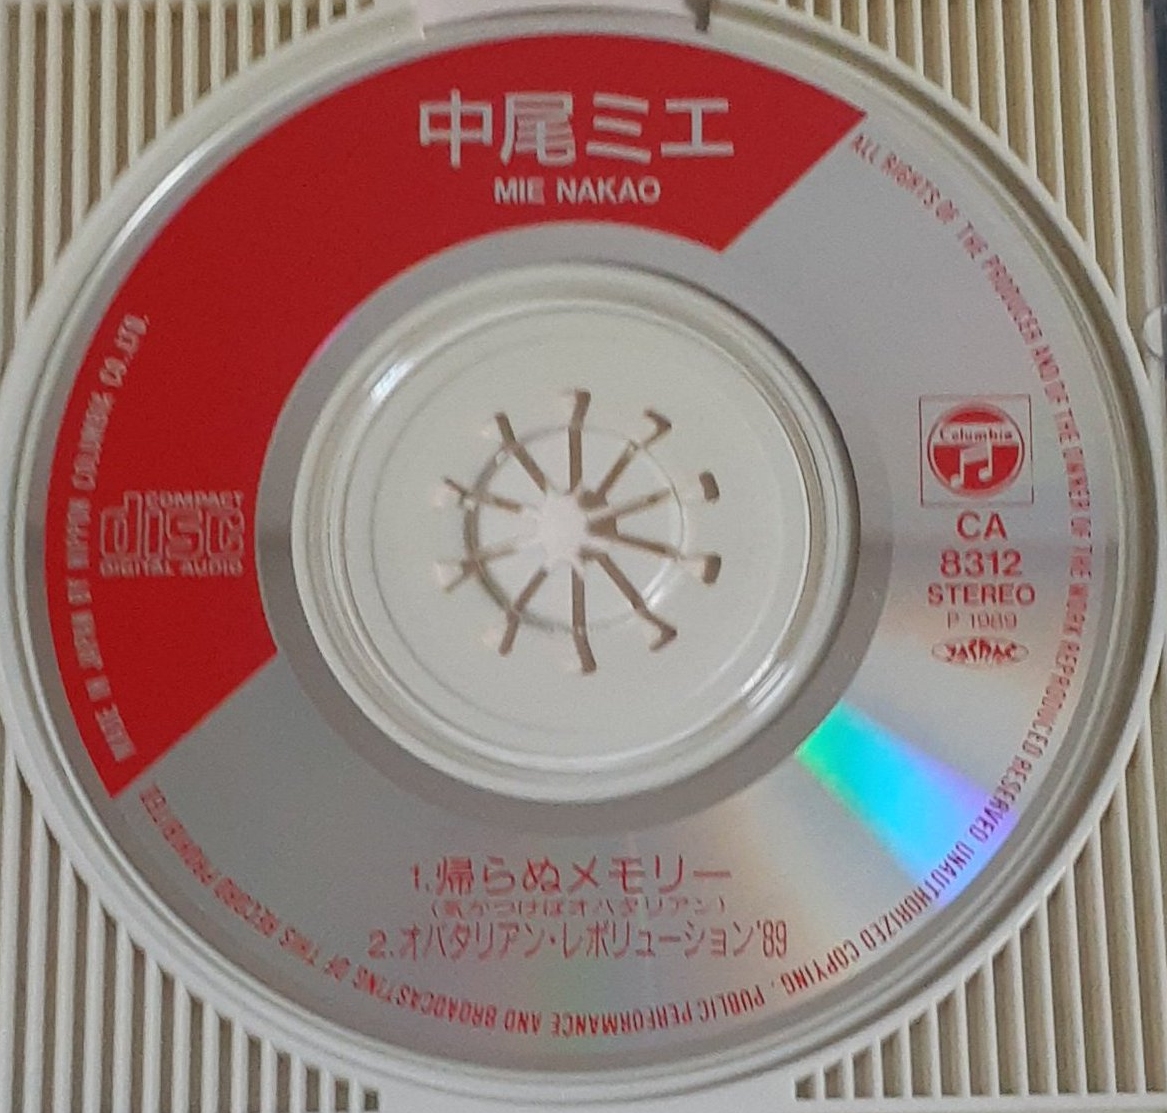 中尾ミエ
MIE NAKAO
COMPACT
disc
DIGITAL AUDIO
Columbia
CA
8312
STEREO
P 1989
JASRAC
1.帰らぬメモリー
(気がつけばオバタリアン)
2.オバタリアン・レボリューション'89
ALL RIGHTS OF THE PRODUCER AND OF THE OWNER OF THE WORK REPRODUCED RESERVED UNAUTHORIZED COPYING . PUBLIC PERFORMANCE AND BROADCASTING OF THIS RECORD PROHIBITED
MADE IN JAPAN BY NIPPON COLUMBIA CO.,LTD.